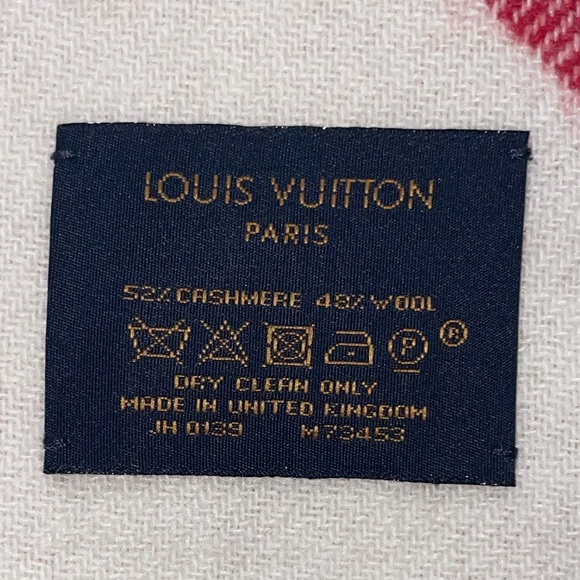 LOUIS VUITTON
PARIS
52% CASHMERE 48% WOOL
P ®
DRY CLEAN ONLY
MADE IN UNITED KINGDOM
JH 0139 M73453